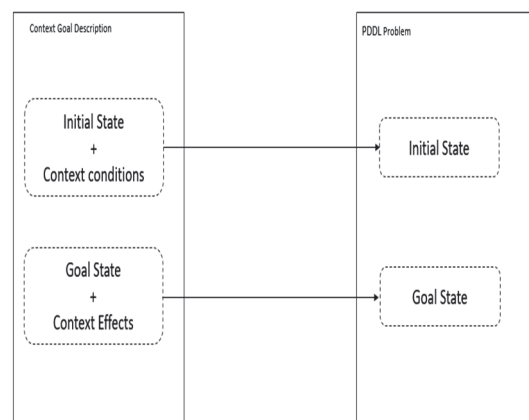 Context Goal Description
Initial State
+
Context conditions
Goal State
+
Context Effects
PDDL Problem
Initial State
Goal State